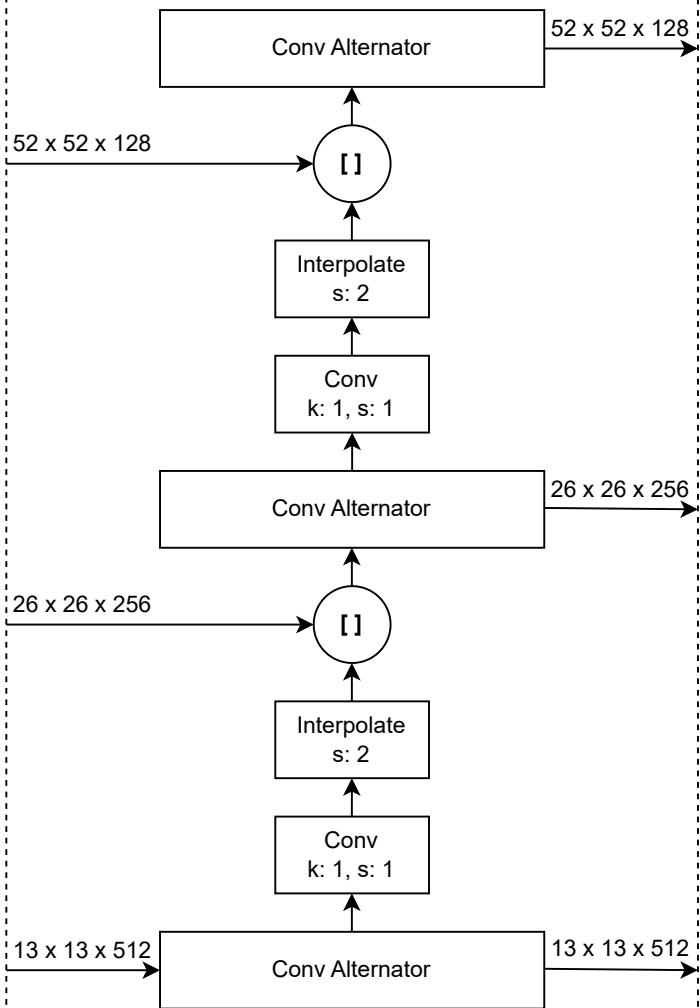 52 x 52 x 128
Conv Alternator
52 x 52 x 128
[ ]
Interpolate
s: 2
Conv
k: 1, s: 1
26 x 26 x 256
Conv Alternator
26 x 26 x 256
[ ]
Interpolate
s: 2
Conv
k: 1, s: 1
13 x 13 x 512
13 x 13 x 512
Conv Alternator